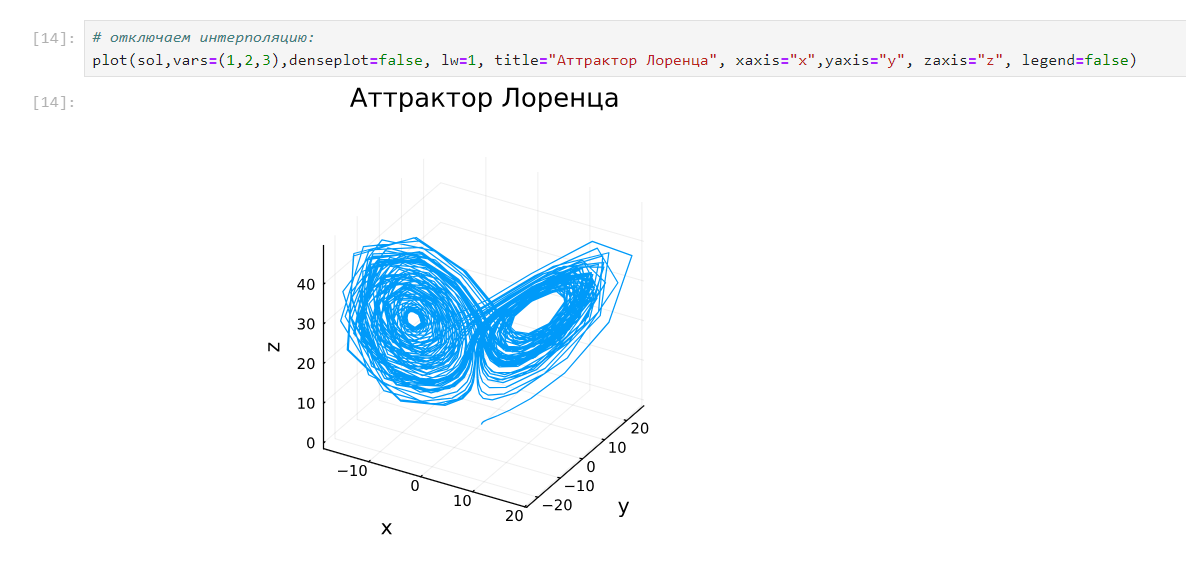 [14]:
# отключаем интерполяцию:
plot(sol,vars=(1,2,3),denseplot=false, lw=1, title="Аттрактор Лоренца", xaxis="x",yaxis="y", zaxis="z", legend=false)
[14]:
Аттрактор Лоренца
40
30
20
10
0
z
−10
0
10
20
x
−20
−10
0
10
20
y